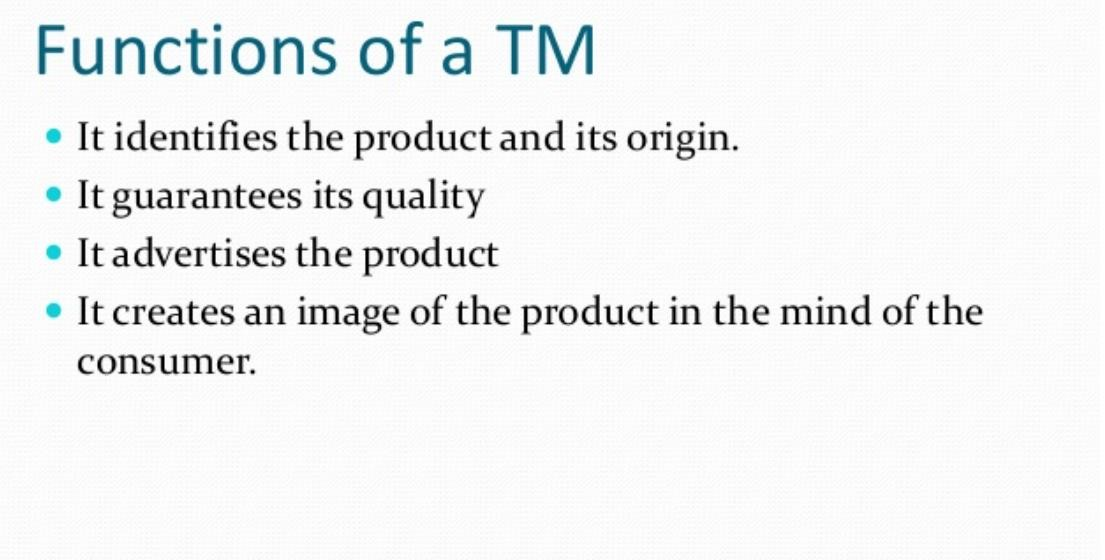 Functions of a TM
It identifies the product and its origin.
It guarantees its quality
It advertises the product
It creates an image of the product in the mind of the
consumer.